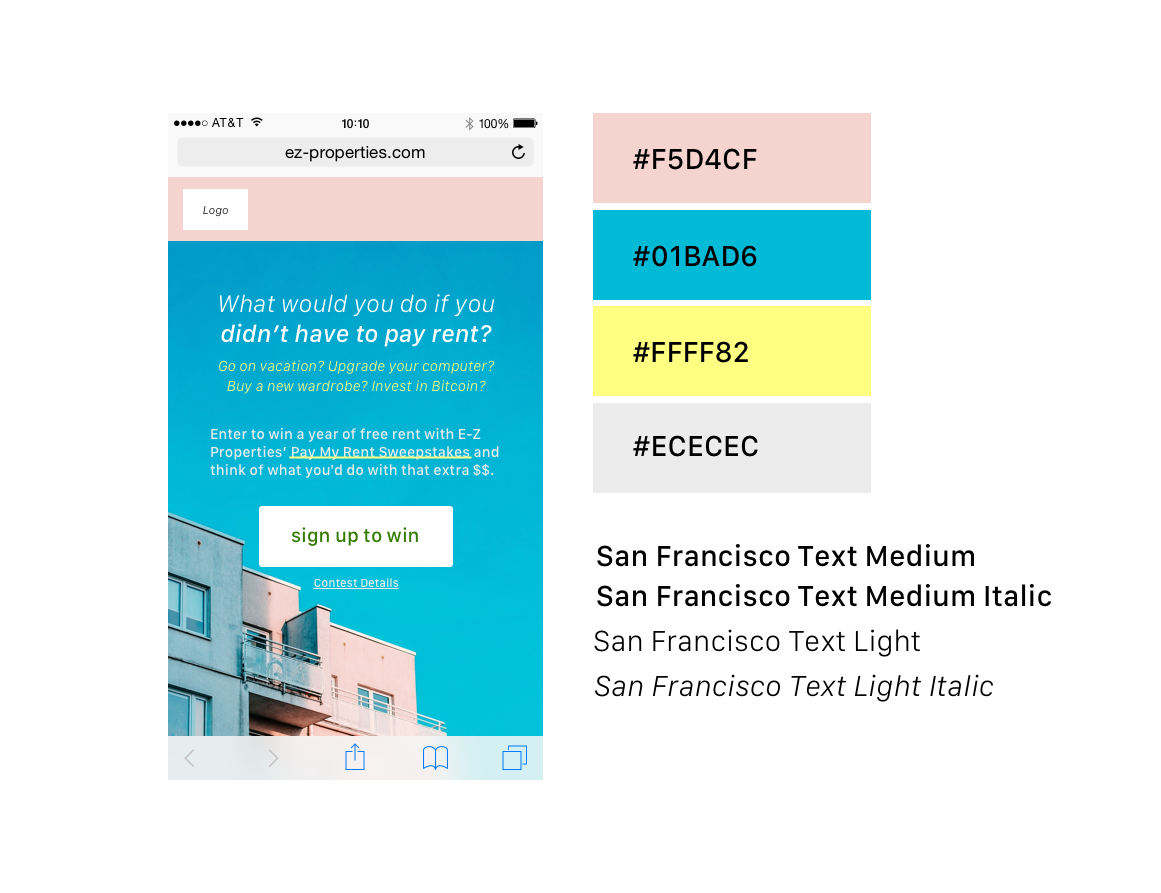 AT&T 10:10 100%
ez-properties.com
Logo
What would you do if you
didn’t have to pay rent?
Go on vacation? Upgrade your computer?
Buy a new wardrobe? Invest in Bitcoin?
Enter to win a year of free rent with E-Z
Properties’ Pay My Rent Sweepstakes and
think of what you'd do with that extra $$.
sign up to win
Contest Details
#F5D4CF
#01BAD6
#FFFF82
#ECECEC
San Francisco Text Medium
San Francisco Text Medium Italic
San Francisco Text Light
San Francisco Text Light Italic